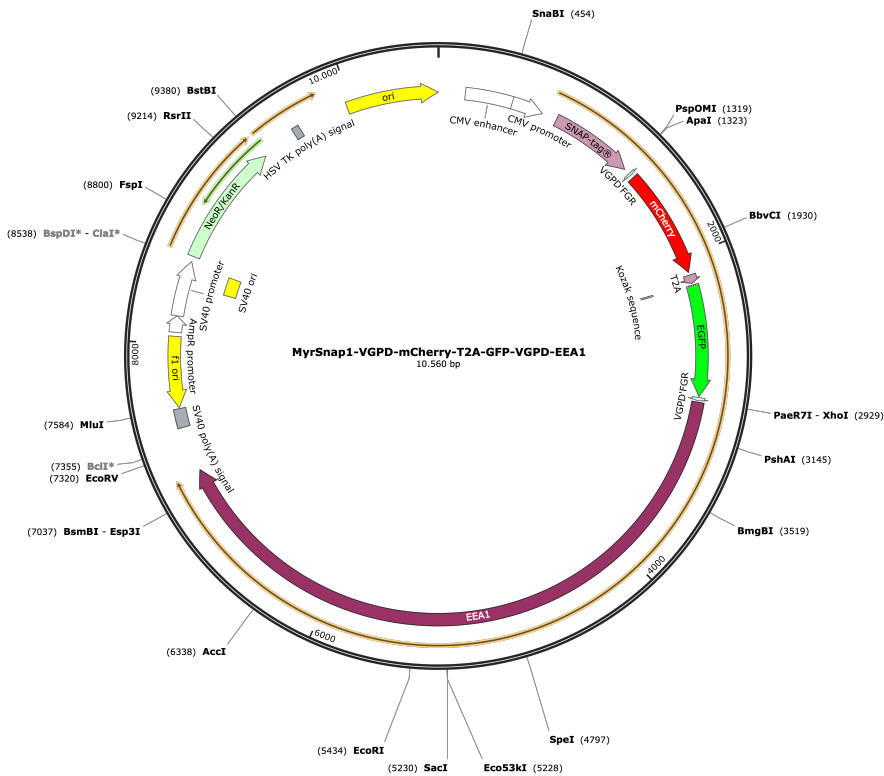 SnaBI (454)
PspOMI (1319)
ApaI (1323)
BbvCI (1930)
PaeR7I - XhoI (2929)
PshAI (3145)
BmgBI (3519)
SpeI (4797)
Eco53kI (5228)
(5230) SacI
(5434) EcoRI
(6338) AccI
(7037) BsmBI - Esp3I
(7320) EcoRV
(7355) BclI*
(7584) MluI
(8538) BspDI* - ClaI*
(8800) FspI
(9214) RsrII
(9380) BstBI
2000
4000
6000
8000
10.000
ori
CMV enhancer
CMV promoter
SNAP-tag®
VGPD'FGR
mCherry
T2A
Kozak sequence
EGFP
VGPD'FGR
EEA1
SV40 poly(A) signal
f1 ori
AmpR promoter
SV40 promoter
SV40 ori
NeoR/KanR
HSV TK poly(A) signal
MyrSnap1-VGPD-mCherry-T2A-GFP-VGPD-EEA1
10.560 bp